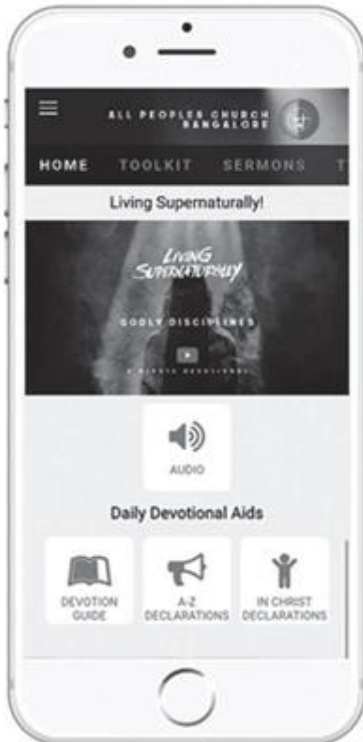 ALL PEOPLES CHURCH
BANGALORE
HOME TOOLKIT SERMONS T
Living Supernaturally!
LIVING
SUPERNATURALLY
GODLY DISCIPLINES
DEVOTIONAL
AUDIO
Daily Devotional Aids
DEVOTION
GUIDE
A-Z
DECLARATIONS
IN CHRIST
DECLARATIONS